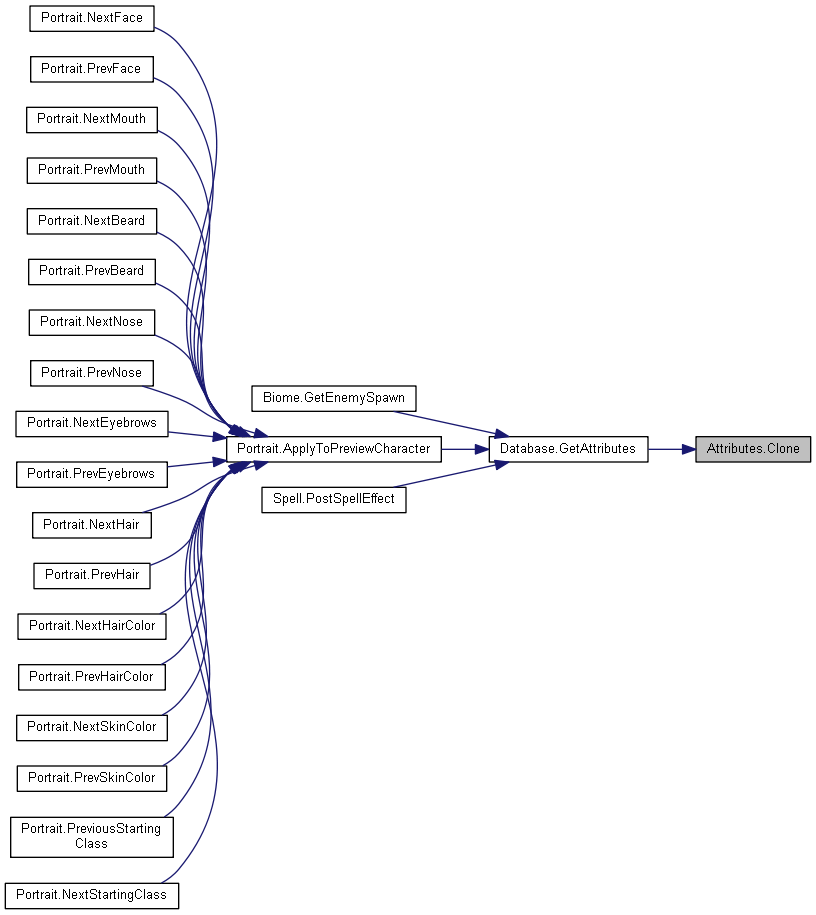 Portrait.NextFace
Portrait.PrevFace
Portrait.NextMouth
Portrait.PrevMouth
Portrait.NextBeard
Portrait.PrevBeard
Portrait.NextNose
Portrait.PrevNose
Portrait.NextEyebrows
Portrait.PrevEyebrows
Portrait.NextHair
Portrait.PrevHair
Portrait.NextHairColor
Portrait.PrevHairColor
Portrait.NextSkinColor
Portrait.PrevSkinColor
Portrait.PreviousStarting
Class
Portrait.NextStartingClass
Biome.GetEnemySpawn
Portrait.ApplyToPreviewCharacter
Spell.PostSpellEffect
Database.GetAttributes
Attributes.Clone